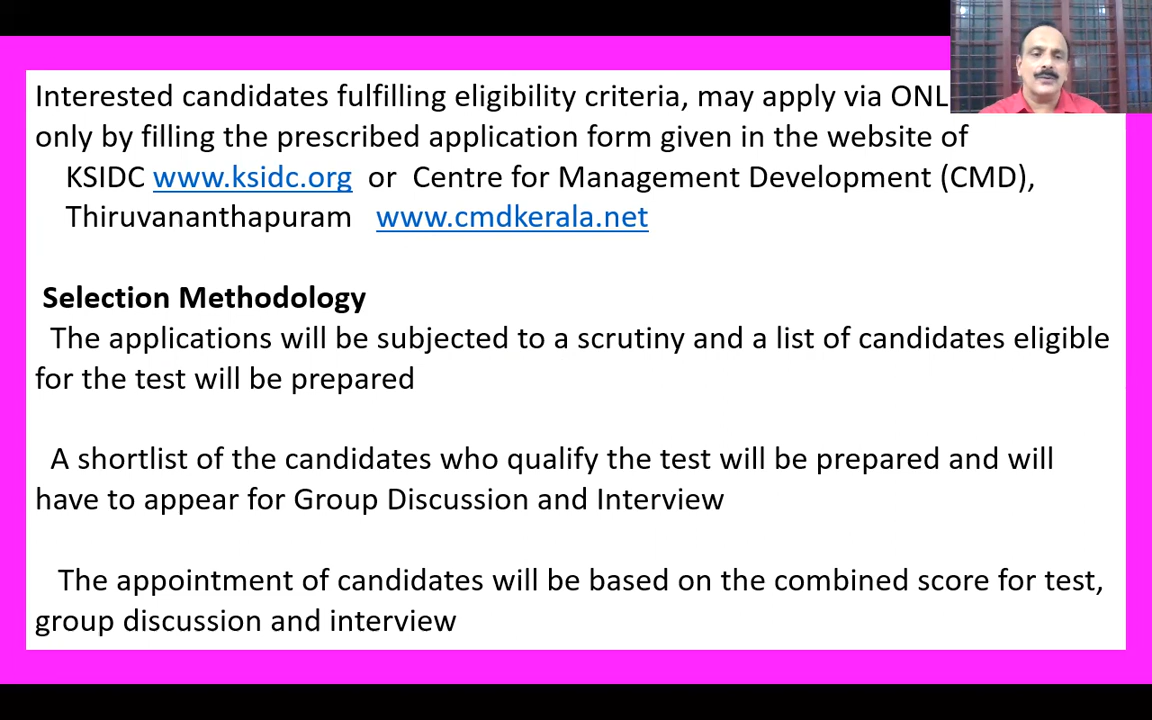 Interested candidates fulfilling eligibility criteria, may apply via
only by filling the prescribed application form given in the website of
KSIDC www.ksidc.org or Centre for Management Development (CMD),
Thiruvananthapuram www.cmdkerala.net
Selection Methodology
The applications will be subjected to a scrutiny and a list of candidates eligible
for the test will be prepared
A shortlist of the candidates who qualify the test will be prepared and will
have to appear for Group Discussion and Interview
The appointment of candidates will be based on the combined score for test,
group discussion and interview